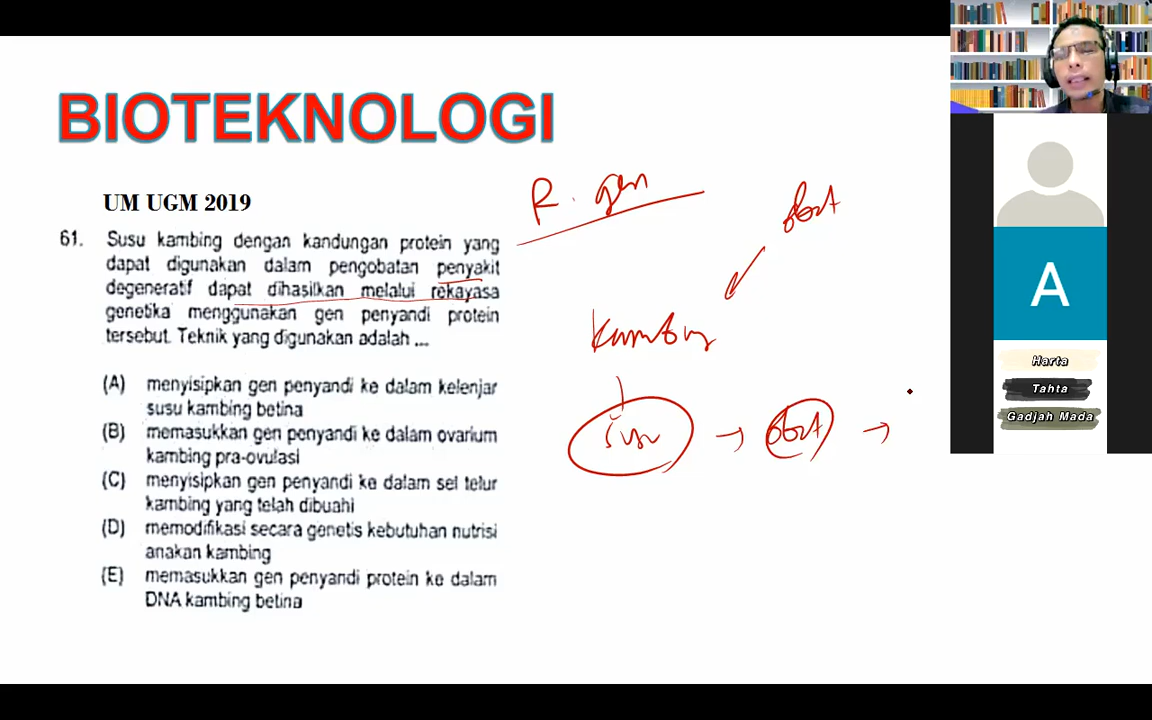 BIOTEKNOLOGI
UM UGM 2019
61. Susu kambing dengan kandungan protein yang
dapat digunakan dalam pengobatan penyakit
degeneratif dapat dihasilkan melalui rekayasa
genetika menggunakan gen penyandi protein
tersebut. Teknik yang digunakan adalah ...
(A) menyisipkan gen penyandi ke dalam kelenjar
susu kambing betina
(B) memasukkan gen penyandi ke dalam ovarium
kambing pra-ovulasi
(C) menyisipkan gen penyandi ke dalam sel telur
kambing yang telah dibuahi
(D) memodifikasi secara genetis kebutuhan nutrisi
anakan kambing
(E) memasukkan gen penyandi protein ke dalam
DNA kambing betina
R. gen
obat
kambing
susu → obat →
A
Harta
Tahta
Gadjah Mada